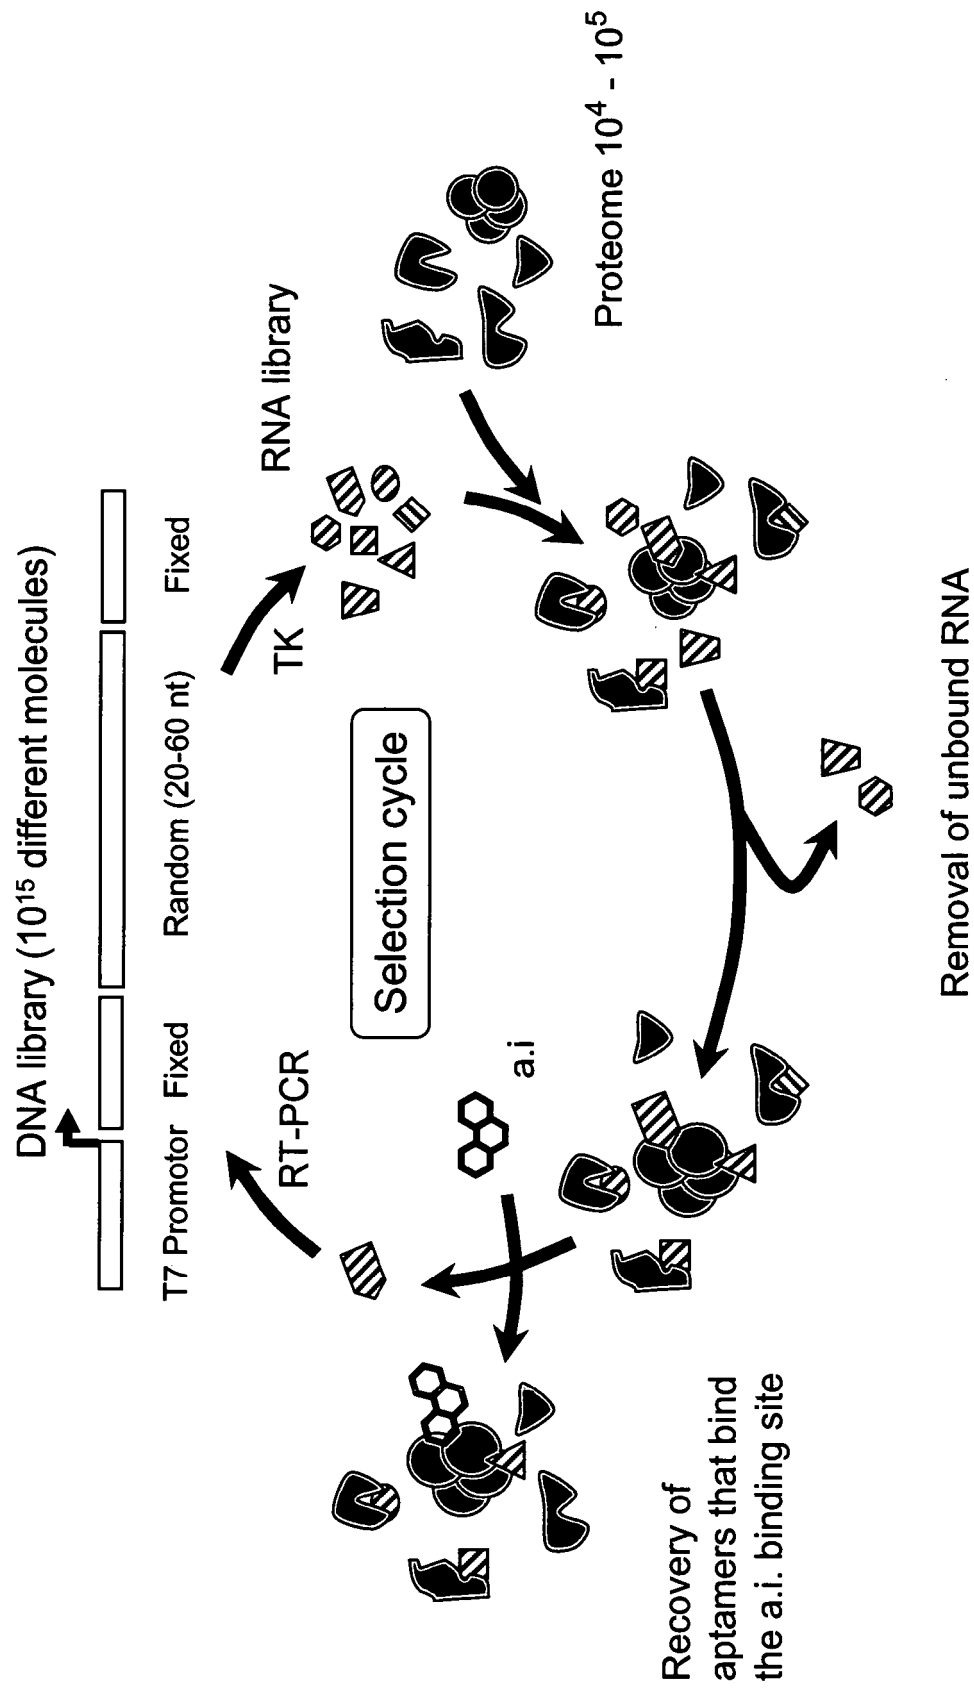 DNA library (10¹⁵ different molecules)
T7 Promotor
Fixed
Random (20-60 nt)
Fixed
RT-PCR
TK
RNA library
Selection cycle
a.i
Proteome 10⁴ - 10⁵
Recovery of
aptamers that bind
the a.i. binding site
Removal of unbound RNA